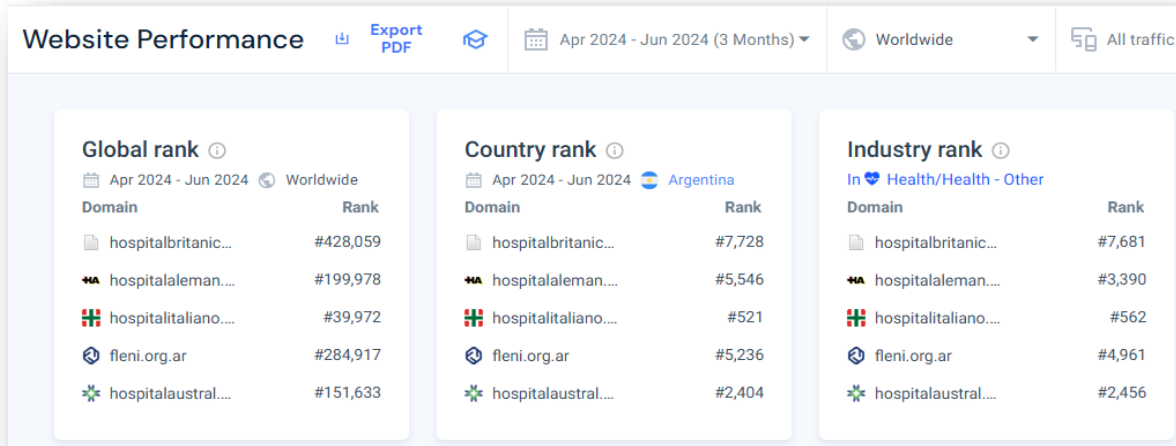 Website Performance
Export PDF
Apr 2024 - Jun 2024 (3 Months)
Worldwide
All traffic
Global rank
Apr 2024 - Jun 2024 Worldwide
Domain Rank
hospitalbritanic... #428,059
HA hospitalaleman.... #199,978
hospitalitaliano.... #39,972
fleni.org.ar #284,917
hospitalaustral.... #151,633
Country rank
Apr 2024 - Jun 2024 Argentina
Domain Rank
hospitalbritanic... #7,728
HA hospitalaleman.... #5,546
hospitalitaliano.... #521
fleni.org.ar #5,236
hospitalaustral.... #2,404
Industry rank
In Health/Health - Other
Domain Rank
hospitalbritanic... #7,681
HA hospitalaleman.... #3,390
hospitalitaliano.... #562
fleni.org.ar #4,961
hospitalaustral.... #2,456